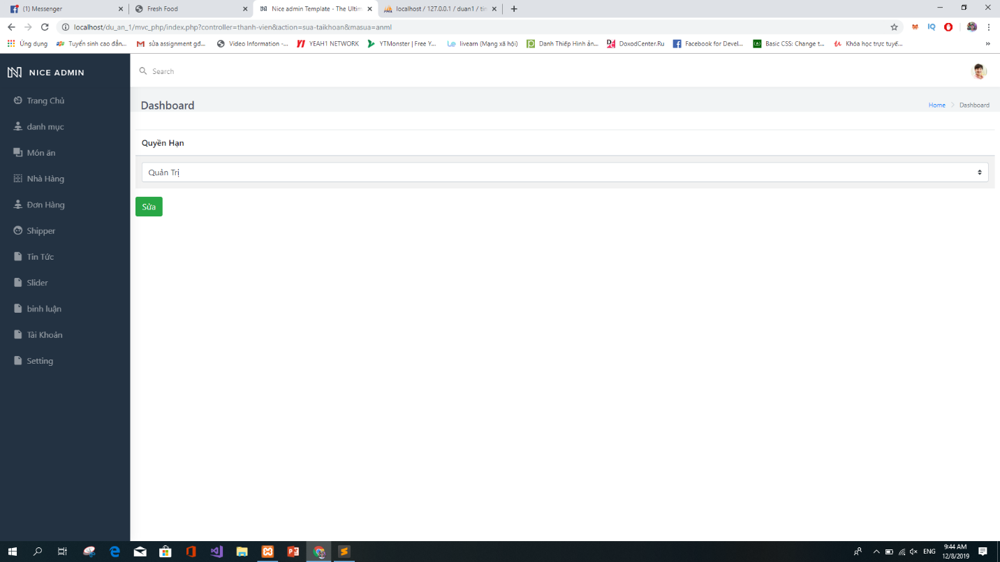 (1) Messenger
Fresh Food
Nice admin Template - The Ultim
localhost / 127.0.0.1 / duan1 / tin
localhost/du_an_1/mvc_php/index.php?controller=thanh-vien&action=sua-taikhoan&masua=anml
Ứng dụng
Tuyển sinh cao đẳn...
sửa assignment gd...
Video Information -...
YEAH1 NETWORK
YTMonster | Free Y...
liveam (Mạng xã hội)
Danh Thiếp Hình ản...
DoxodCenter.Ru
Facebook for Devel...
Basic CSS: Change t...
Khóa học trực tuyế...
NICE ADMIN
Search
Trang Chủ
danh mục
Món ăn
Nhà Hàng
Đơn Hàng
Shipper
Tin Tức
Slider
bình luận
Tài Khoản
Setting
Dashboard
Home
Dashboard
Quyền Hạn
Quản Trị
Sửa
ENG
9:44 AM
12/8/2019